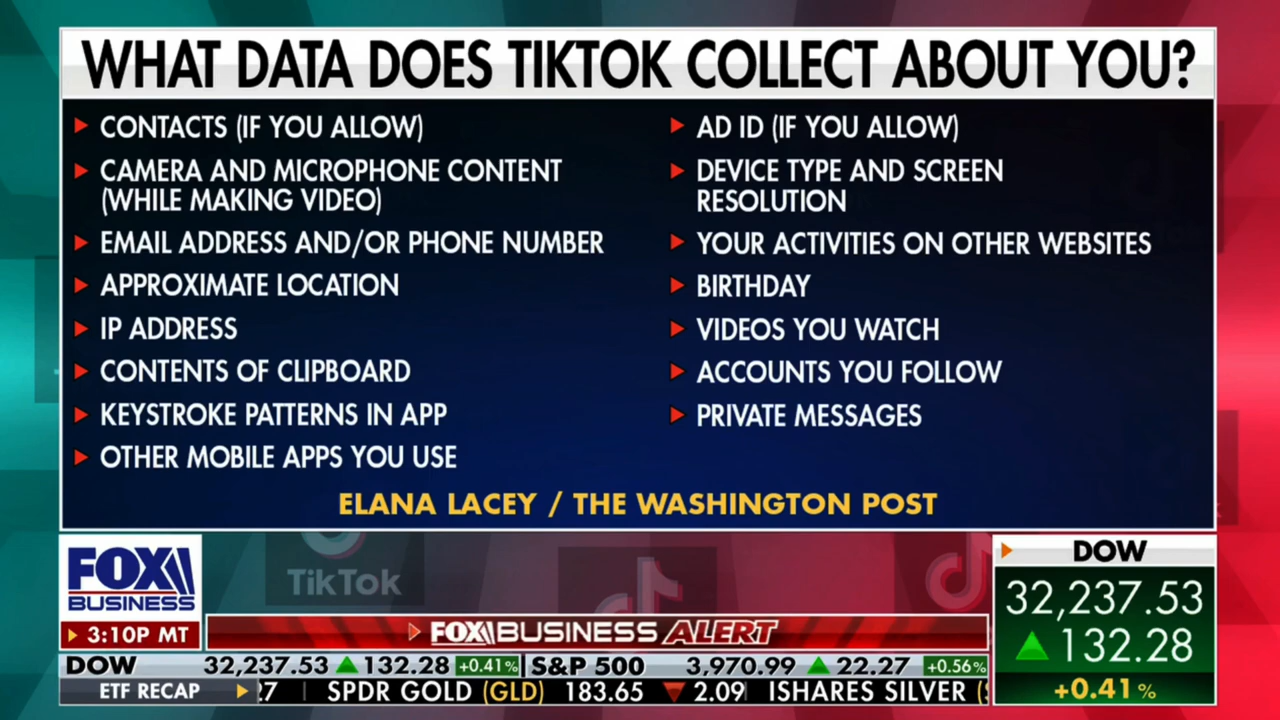 WHAT DATA DOES TIKTOK COLLECT ABOUT YOU?
CONTACTS (IF YOU ALLOW)
CAMERA AND MICROPHONE CONTENT
(WHILE MAKING VIDEO)
EMAIL ADDRESS AND/OR PHONE NUMBER
APPROXIMATE LOCATION
IP ADDRESS
CONTENTS OF CLIPBOARD
KEYSTROKE PATTERNS IN APP
OTHER MOBILE APPS YOU USE
AD ID (IF YOU ALLOW)
DEVICE TYPE AND SCREEN
RESOLUTION
YOUR ACTIVITIES ON OTHER WEBSITES
BIRTHDAY
VIDEOS YOU WATCH
ACCOUNTS YOU FOLLOW
PRIVATE MESSAGES
ELANA LACEY / THE WASHINGTON POST
FOX
BUSINESS
3:10P MT
TikTok
FOX BUSINESS ALERT
DOW
32,237.53
132.28
+0.41%
DOW 32,237.53 132.28 +0.41% S&P 500 3,970.99 22.27 +0.56%
ETF RECAP 27 SPDR GOLD (GLD) 183.65 2.09 ISHARES SILVER (